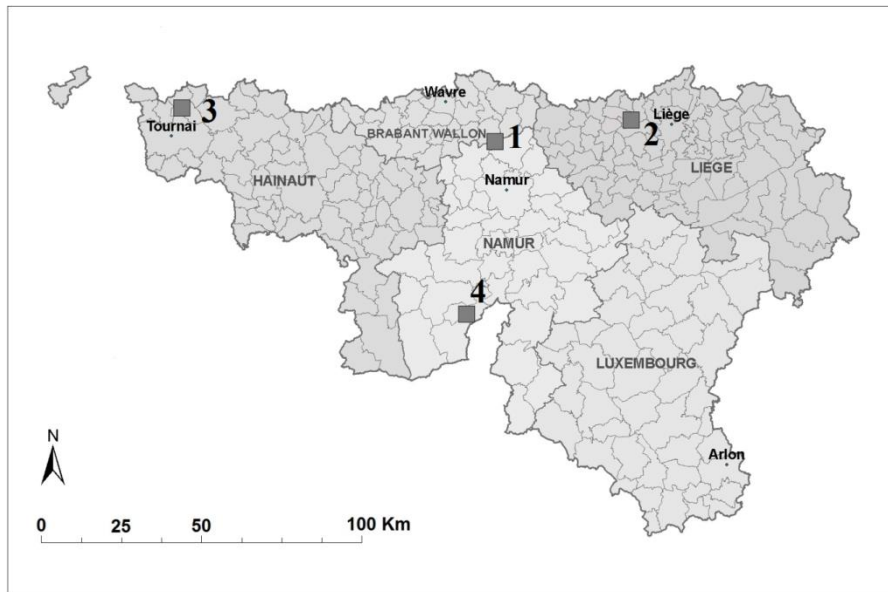 Wavre
3
Liège
Tournai
BRABANT WALLON
1
2
LIEGE
HAINAUT
Namur
NAMUR
4
LUXEMBOURG
N
Arlon
0 25 50 100 Km